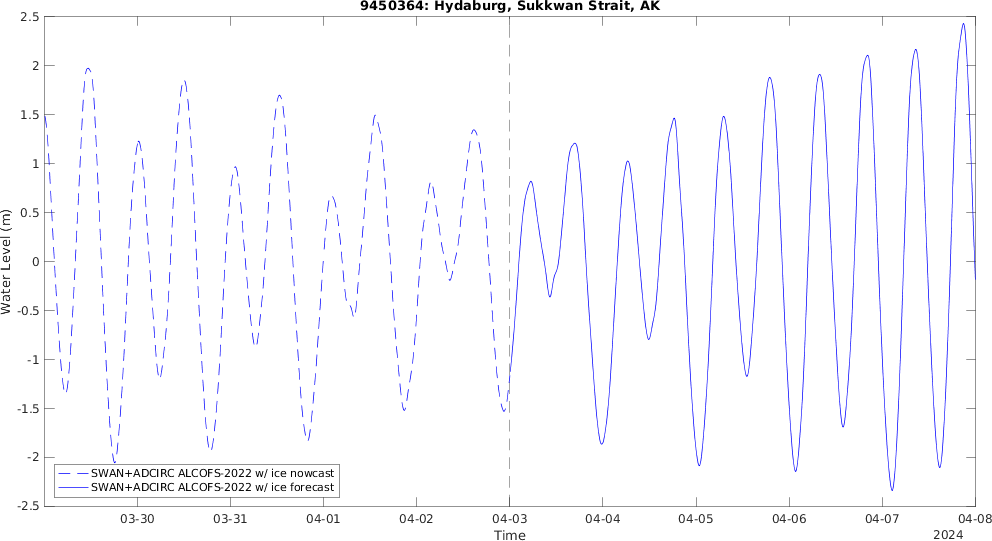 9450364: Hydaburg, Sukkwan Strait, AK
Water Level (m)
2.5
2
1.5
1
0.5
0
-0.5
-1
-1.5
-2
-2.5
SWAN+ADCIRC ALCOFS-2022 w/ ice nowcast
SWAN+ADCIRC ALCOFS-2022 w/ ice forecast
03-30 03-31 04-01 04-02 04-03 04-04 04-05 04-06 04-07 04-08
Time
2024